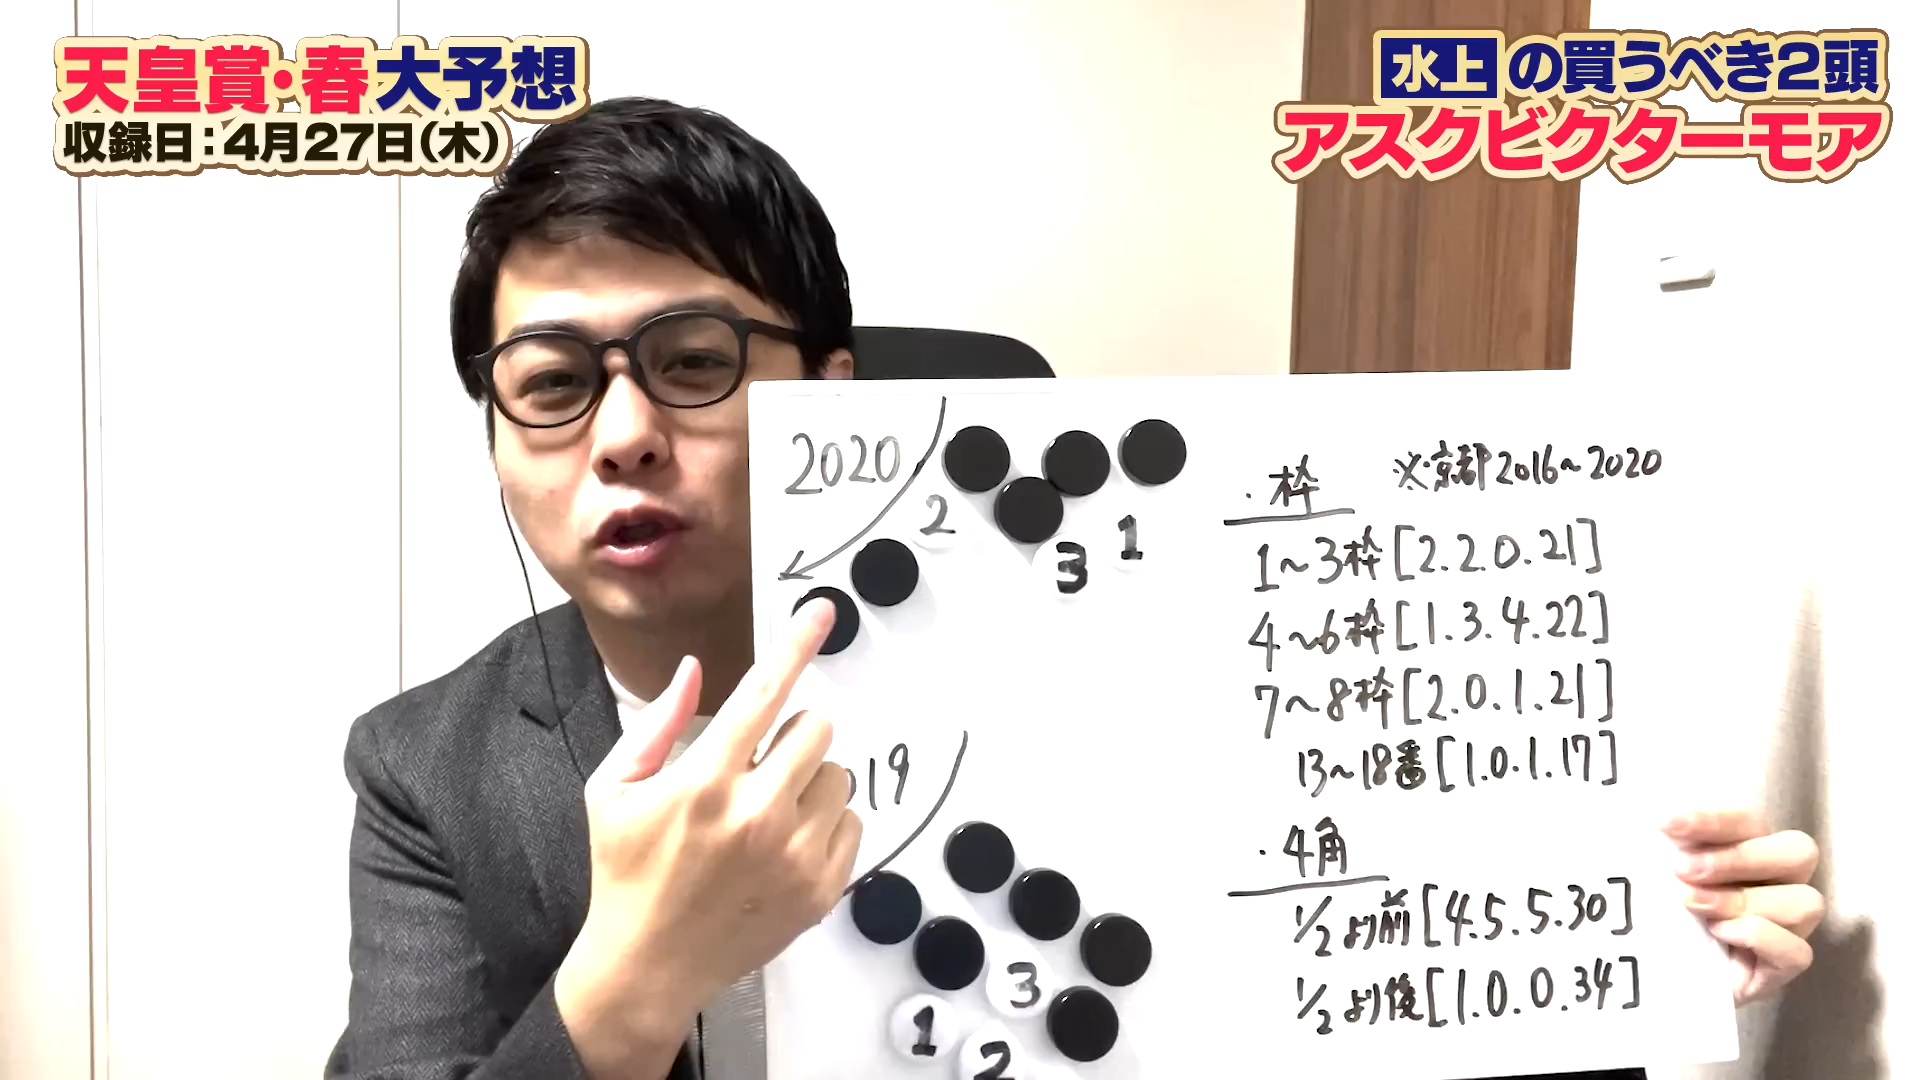 天皇賞・春大予想
収録日：4月27日（木）
水上の買うべき2頭
アスクビクターモア
2020
2
3
1
019
3
1
2
・枠 ※京都2016～2020
1～3枠[2.2.0.21]
4～6枠[1.3.4.22]
7～8枠[2.0.1.21]
13～18番[1.0.1.17]
・4角
1/2より前[4.5.5.30]
1/2より後[1.0.0.34]